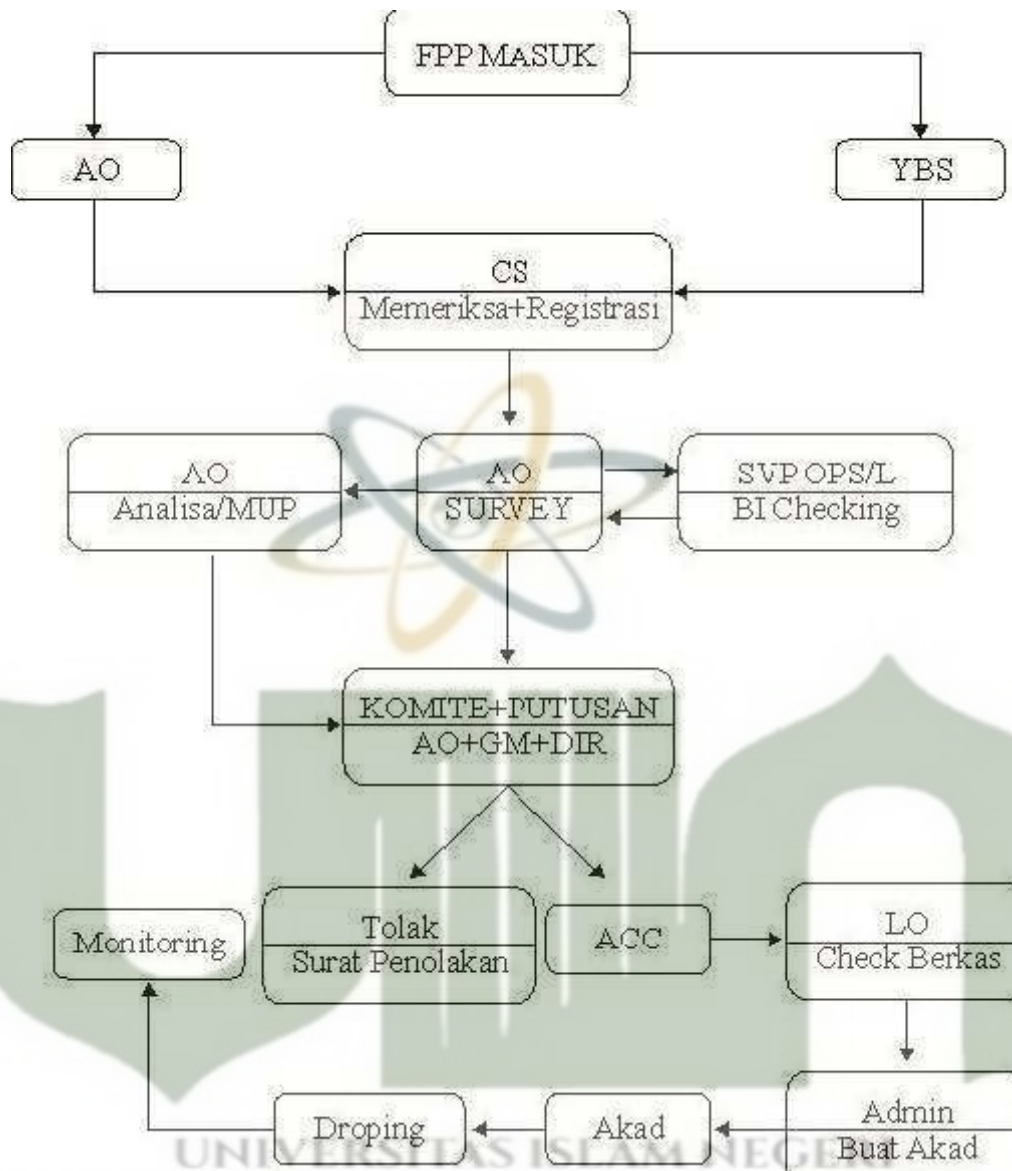 FPP MASUK
AO
YBS
CS
Memeriksa+Registrasi
AO
Analisa/MUP
AO
SURVEY
SVP OPS/L
BI Checking
KOMITE+PUTUSAN
AO+GM+DIR
Monitoring
Tolak
Surat Penolakan
ACC
LO
Check Berkas
Droping
Akad
Admin
Buat Akad
UNIVERSITAS ISLAM NEGE